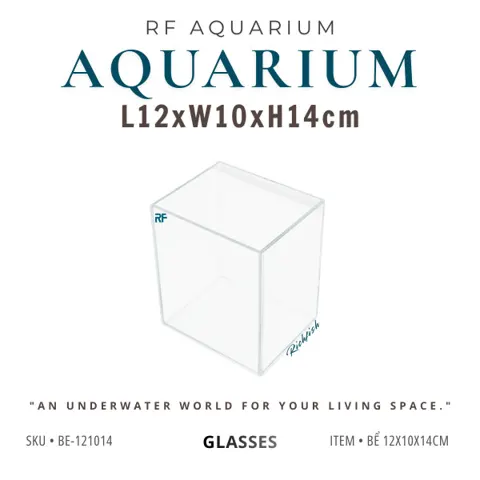 RF AQUARIUM
AQUARIUM
L12xW10xH14cm
RF
Richfish
"AN UNDERWATER WORLD FOR YOUR LIVING SPACE."
SKU • BE-121014 GLASSES ITEM • BỂ 12X10X14CM